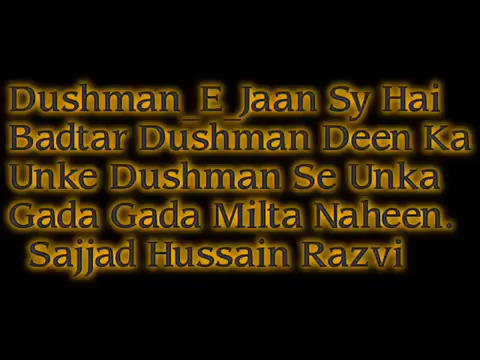 Dushman_E_Jaan Sy Hai
Badtar Dushman Deen Ka
Unke Dushman Se Unka
Gada Gada Milta Naheen.
Sajjad Hussain Razvi